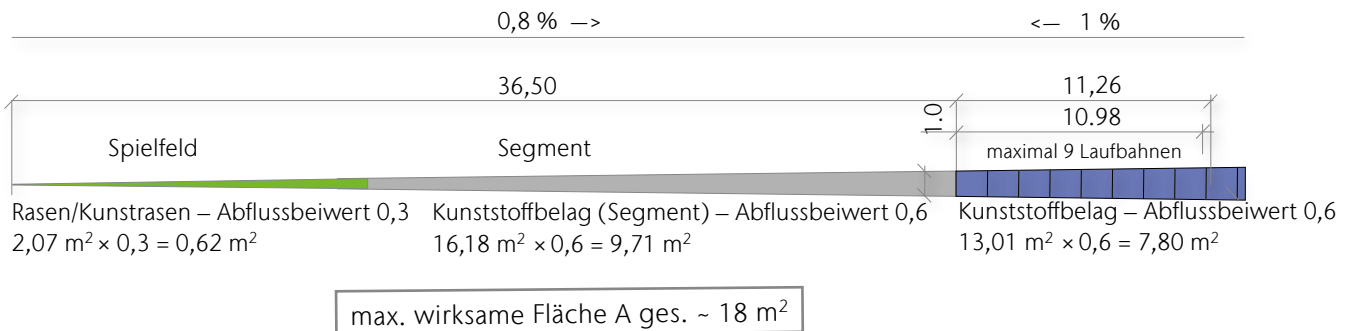 0,8 % —>
<— 1 %
36,50
11,26
1.0
10.98
Spielfeld
Segment
maximal 9 Laufbahnen
Rasen/Kunstrasen – Abflussbeiwert 0,3
2,07 m² × 0,3 = 0,62 m²
Kunststoffbelag (Segment) – Abflussbeiwert 0,6
16,18 m² × 0,6 = 9,71 m²
Kunststoffbelag – Abflussbeiwert 0,6
13,01 m² × 0,6 = 7,80 m²
max. wirksame Fläche A ges. ~ 18 m²